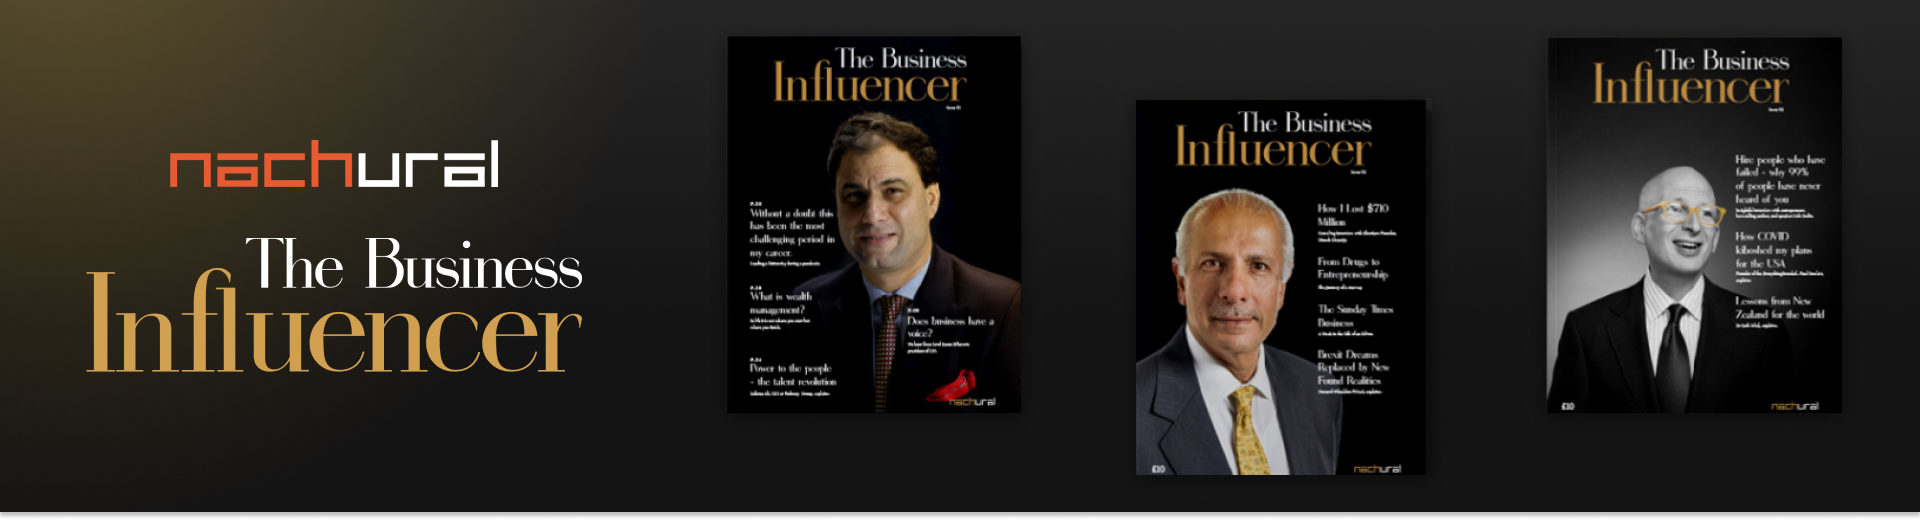 nachural
The Business
Influencer
The Business
Influencer
Without a doubt this
has been the most
challenging period in
my career.
What is wealth
management?
Does business have a
voice?
Power to the people
- the talent revolution
nachural
The Business
Influencer
How I Lost $710
Million
From Drugs to
Entrepreneurship
The journey of a startup
The Sunday Times
Business
Brexit Dreams
Replaced by New
Found Realities
£10
nachural
The Business
Influencer
Hire people who have
failed - why 99%
of people have never
heard of you
How COVID
kiboshed my plans
for the USA
Lessons from New
Zealand for the world
£10
nachural